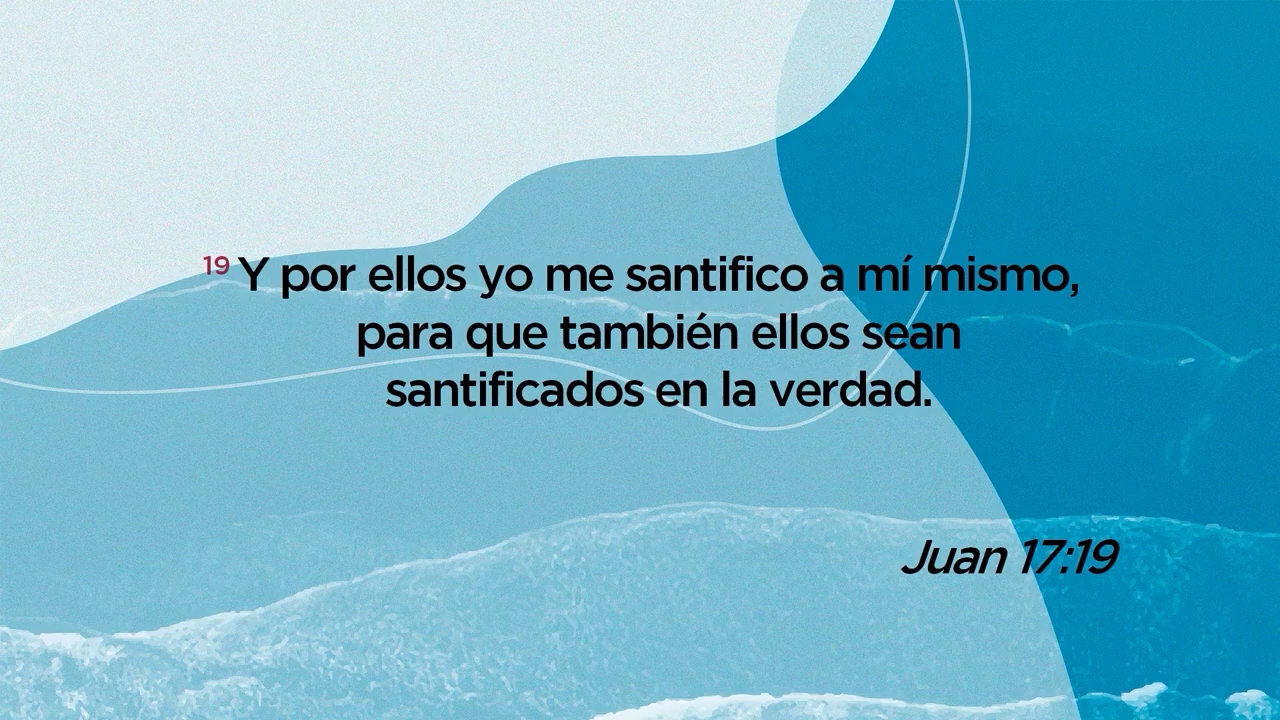 19 Y por ellos yo me santifico a mí mismo,
para que también ellos sean
santificados en la verdad.
Juan 17:19